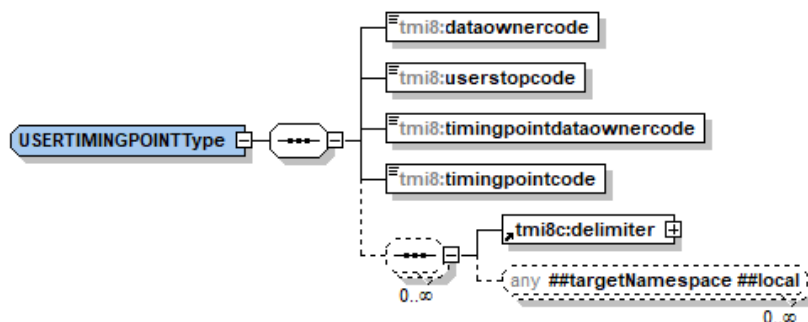 tmi8:dataownercode
tmi8:userstopcode
USERTIMINGPOINTType
tmi8:timingpointdataownercode
tmi8:timingpointcode
tmi8c:delimiter
any ##targetNamespace ##local
0..∞
0..∞